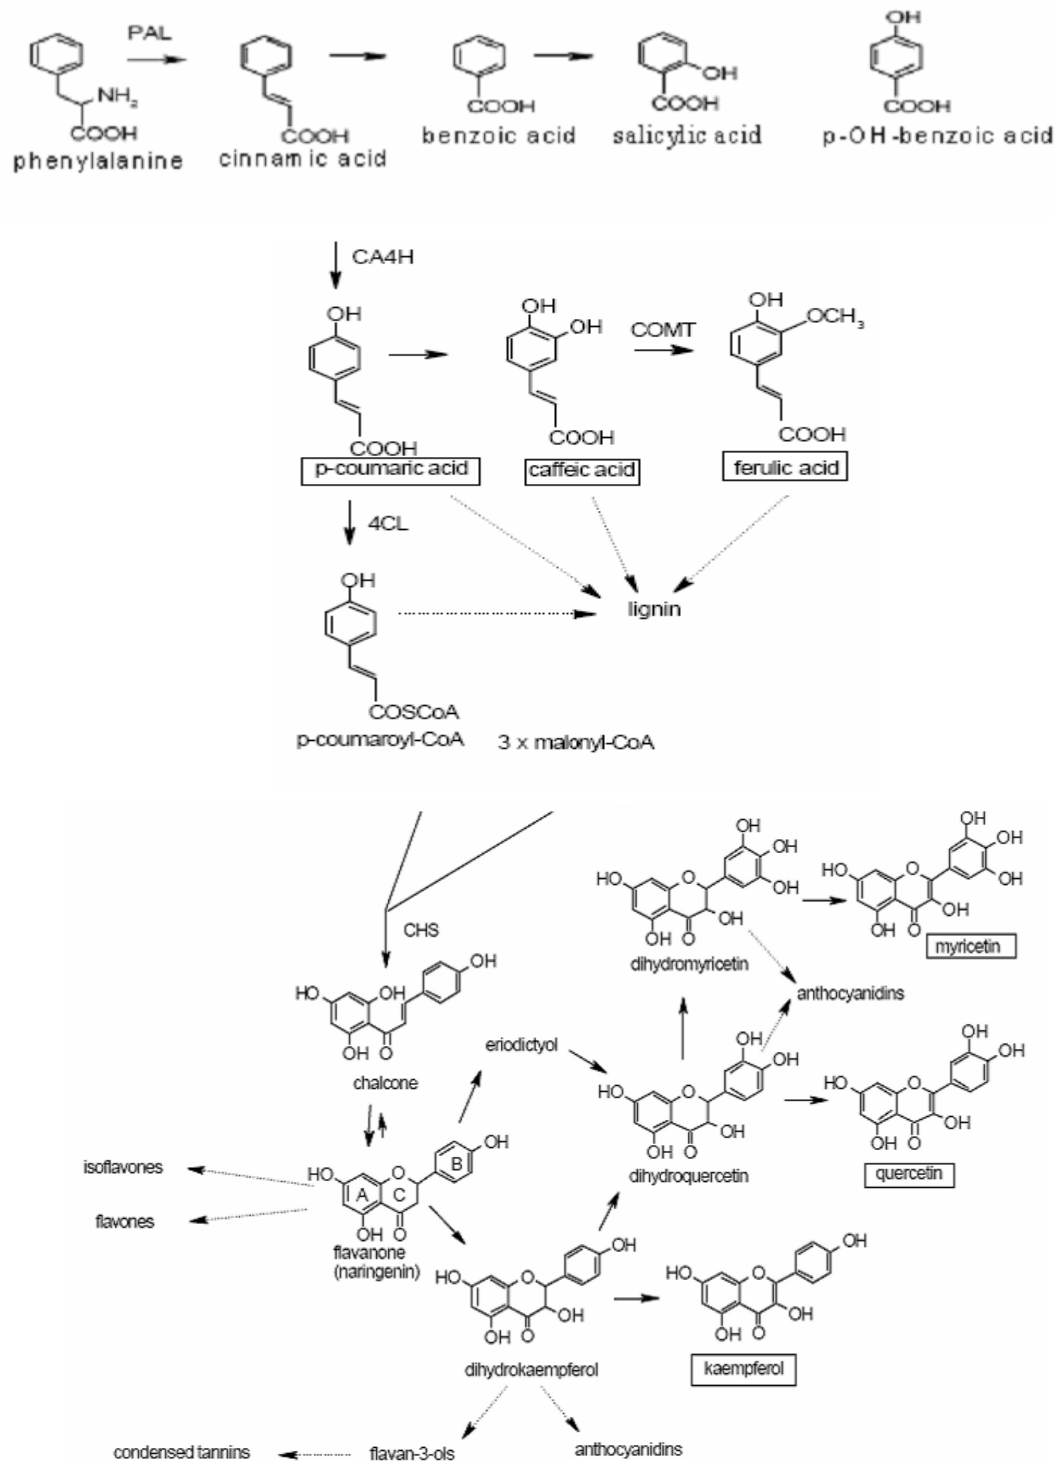 PAL
NH2
COOH
phenylalanine
COOH
cinnamic acid
COOH
benzoic acid
OH
COOH
salicylic acid
OH
COOH
p-OH-benzoic acid
CA4H
OH
COOH
p-coumaric acid
OH
OH
COOH
caffeic acid
COMT
OH
OCH3
COOH
ferulic acid
4CL
OH
COSCoA
p-coumaroyl-CoA
3 x malonyl-CoA
lignin
CHS
HO
OH
OH
OH O
chalcone
isoflavones
flavones
HO
O
OH
A
C
B
OH O
flavanone
(naringenin)
eriodictyol
HO
O
OH
OH
OH O
dihydrokaempferol
HO
O
OH
OH
OH O
kaempferol
HO
O
OH
OH
OH
OH O
dihydroquercetin
HO
O
OH
OH
OH
OH O
quercetin
HO
O
OH
OH
OH
OH
OH O
dihydromyricetin
HO
O
OH
OH
OH
OH
OH O
myricetin
anthocyanidins
condensed tannins
flavan-3-ols
anthocyanidins